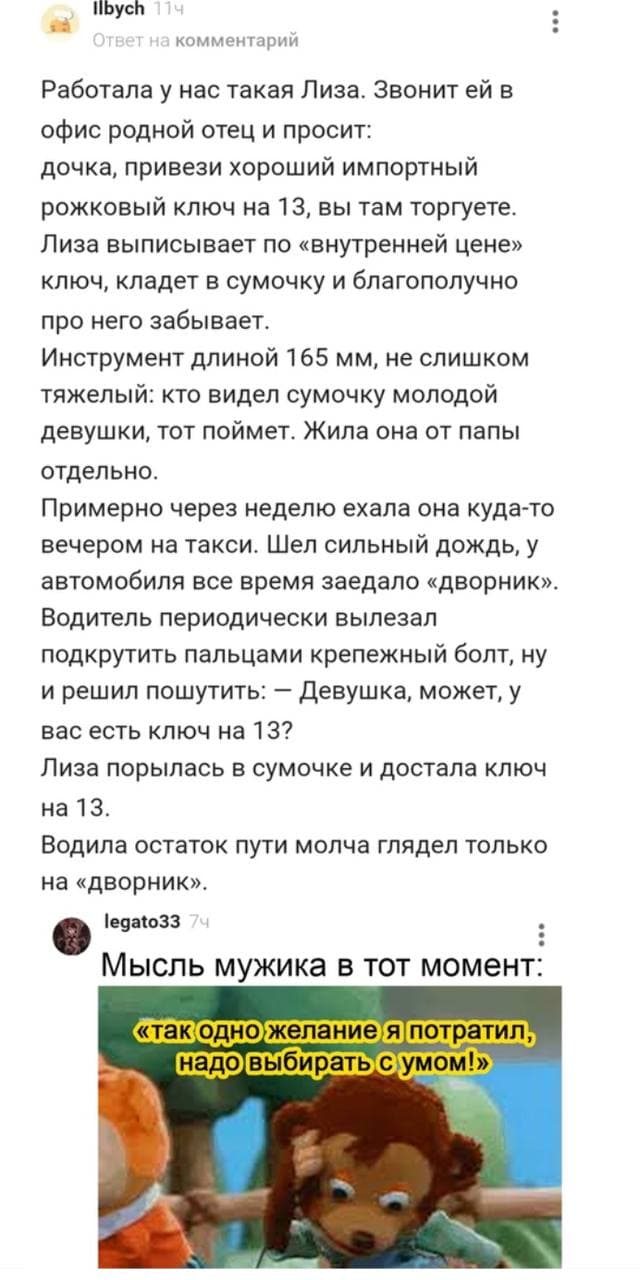 llbych 11ч
Ответ на комментарий
Работала у нас такая Лиза. Звонит ей в
офис родной отец и просит:
дочка, привези хороший импортный
рожковый ключ на 13, вы там торгуете.
Лиза выписывает по «внутренней цене»
ключ, кладет в сумочку и благополучно
про него забывает.
Инструмент длиной 165 мм, не слишком
тяжелый: кто видел сумочку молодой
девушки, тот поймет. Жила она от папы
отдельно.
Примерно через неделю ехала она куда-то
вечером на такси. Шел сильный дождь, у
автомобиля все время заедало «дворник».
Водитель периодически вылезал
подкрутить пальцами крепежный болт, ну
и решил пошутить: — Девушка, может, у
вас есть ключ на 13?
Лиза порылась в сумочке и достала ключ
на 13.
Водила остаток пути молча глядел только
на «дворник».
legato33 7ч
Мысль мужика в тот момент:
«так одно желание я потратил,
надо выбирать с умом!»